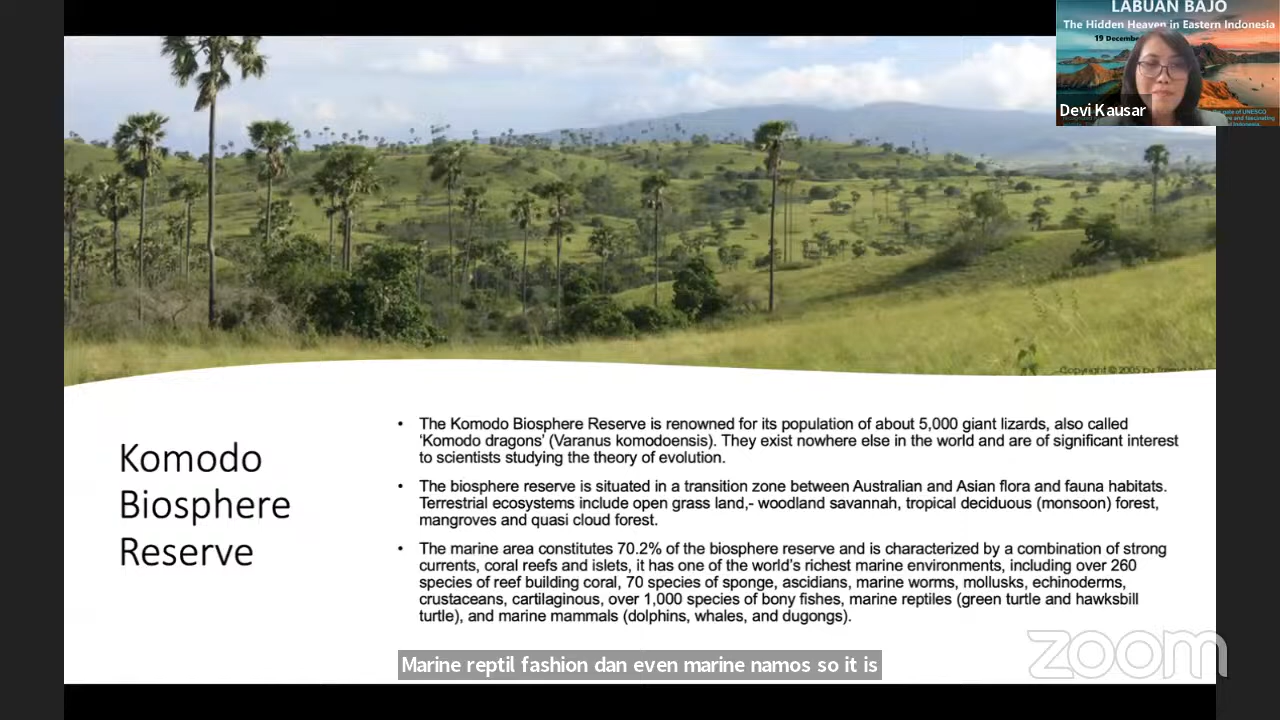 LABUAN BAJO
The Hidden Heaven in Eastern Indonesia
19 December
Devi Kausar
Copyright © 2005 by
Komodo
Biosphere
Reserve
• The Komodo Biosphere Reserve is renowned for its population of about 5,000 giant lizards, also called
‘Komodo dragons’ (Varanus komodoensis). They exist nowhere else in the world and are of significant interest
to scientists studying the theory of evolution.
• The biosphere reserve is situated in a transition zone between Australian and Asian flora and fauna habitats.
Terrestrial ecosystems include open grass land,- woodland savannah, tropical deciduous (monsoon) forest,
mangroves and quasi cloud forest.
• The marine area constitutes 70.2% of the biosphere reserve and is characterized by a combination of strong
currents, coral reefs and islets, it has one of the world’s richest marine environments, including over 260
species of reef building coral, 70 species of sponge, ascidians, marine worms, mollusks, echinoderms,
crustaceans, cartilaginous, over 1,000 species of bony fishes, marine reptiles (green turtle and hawksbill
turtle), and marine mammals (dolphins, whales, and dugongs).
zoom
Marine reptil fashion dan even marine namos so it is